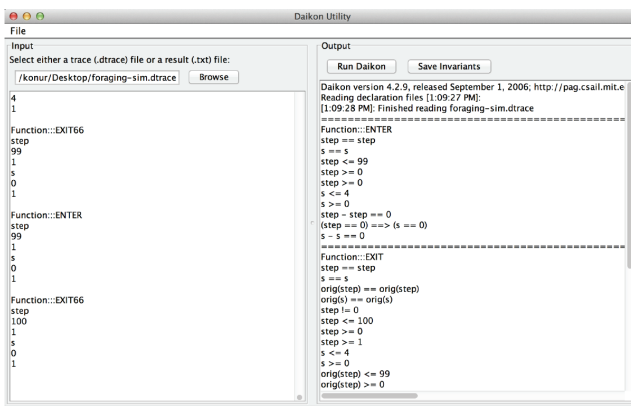 Daikon Utility
File
Input
Select either a trace (.dtrace) file or a result (.txt) file:
/konur/Desktop/foraging-sim.dtrace
Browse
4
1
Function:::EXIT66
step
99
1
s
0
1
Function:::ENTER
step
99
1
s
0
1
Function:::EXIT66
step
100
1
s
0
1
Output
Run Daikon
Save Invariants
Daikon version 4.2.9, released September 1, 2006; http://pag.csail.mit.e
Reading declaration files [1:09:27 PM]:
[1:09:28 PM]: Finished reading foraging-sim.dtrace
================================================
Function:::ENTER
step == step
s == s
step <= 99
step >= 0
step >= 0
s <= 4
s >= 0
step - step == 0
(step == 0) ==> (s == 0)
s - s == 0
================================================
Function:::EXIT
step == step
s == s
orig(step) == orig(step)
orig(s) == orig(s)
step != 0
step <= 100
step >= 0
step >= 1
s <= 4
s >= 0
orig(step) <= 99
orig(step) >= 0